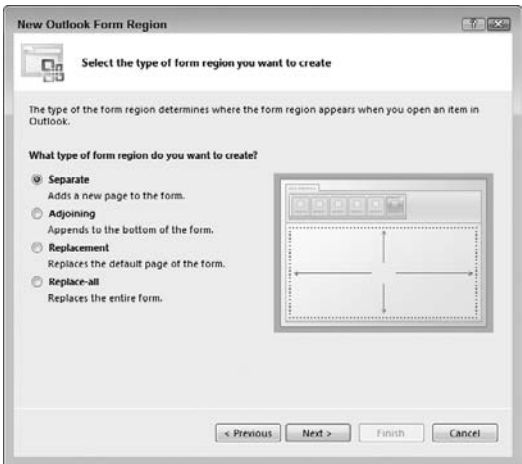 New Outlook Form Region
Select the type of form region you want to create
The type of the form region determines where the form region appears when you open an item in
Outlook.
What type of form region do you want to create?
Separate
Adds a new page to the form.
Adjoining
Appends to the bottom of the form.
Replacement
Replaces the default page of the form.
Replace-all
Replaces the entire form.
< Previous
Next >
Finish
Cancel